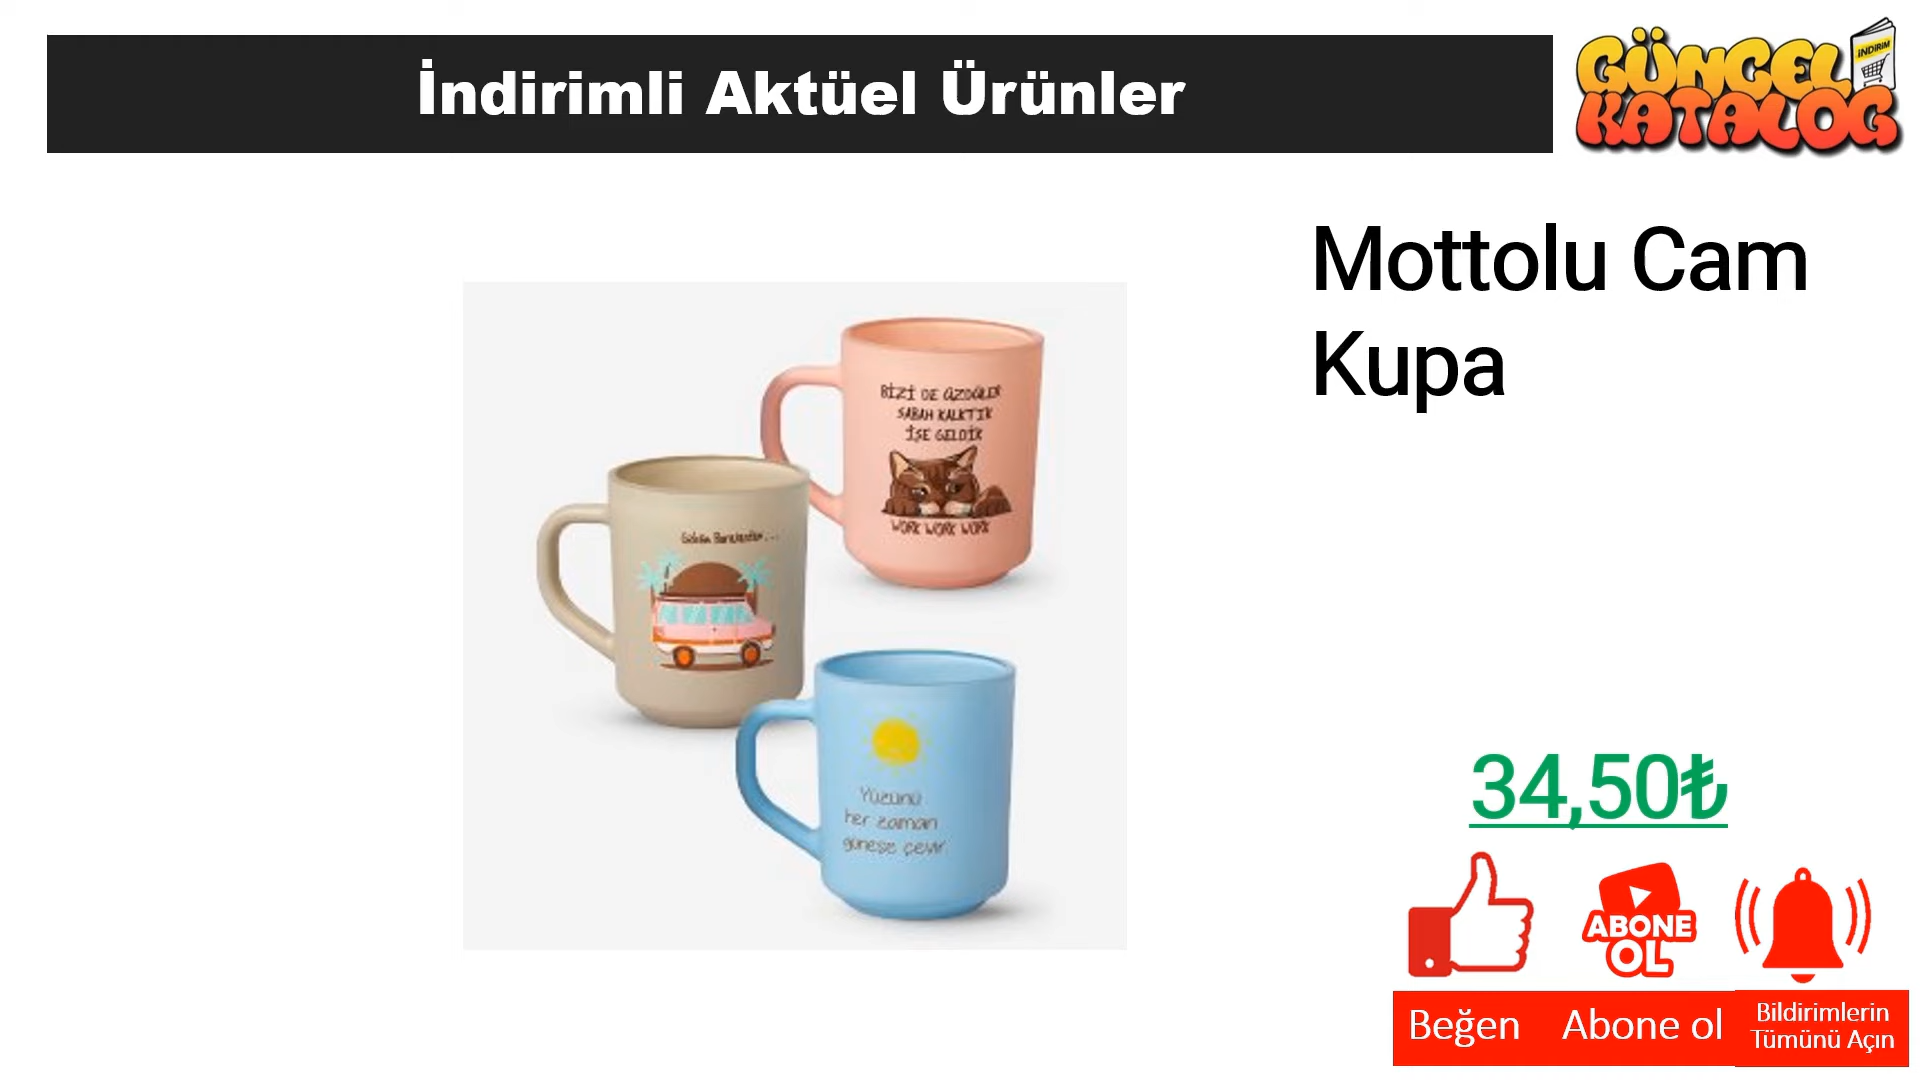 İndirimli Aktüel Ürünler
GÜNCEL
KATALOG
İNDİRİM
Mottolu Cam
Kupa
BİZİ DE ÜZDÜLER
SABAH KALKTIK
İŞE GELDİK
WORK WORK WORK
Yüzünü
her zaman
güneşe çevir
34,50₺
ABONE
OL
Beğen
Abone ol
Bildirimlerin
Tümünü Açın